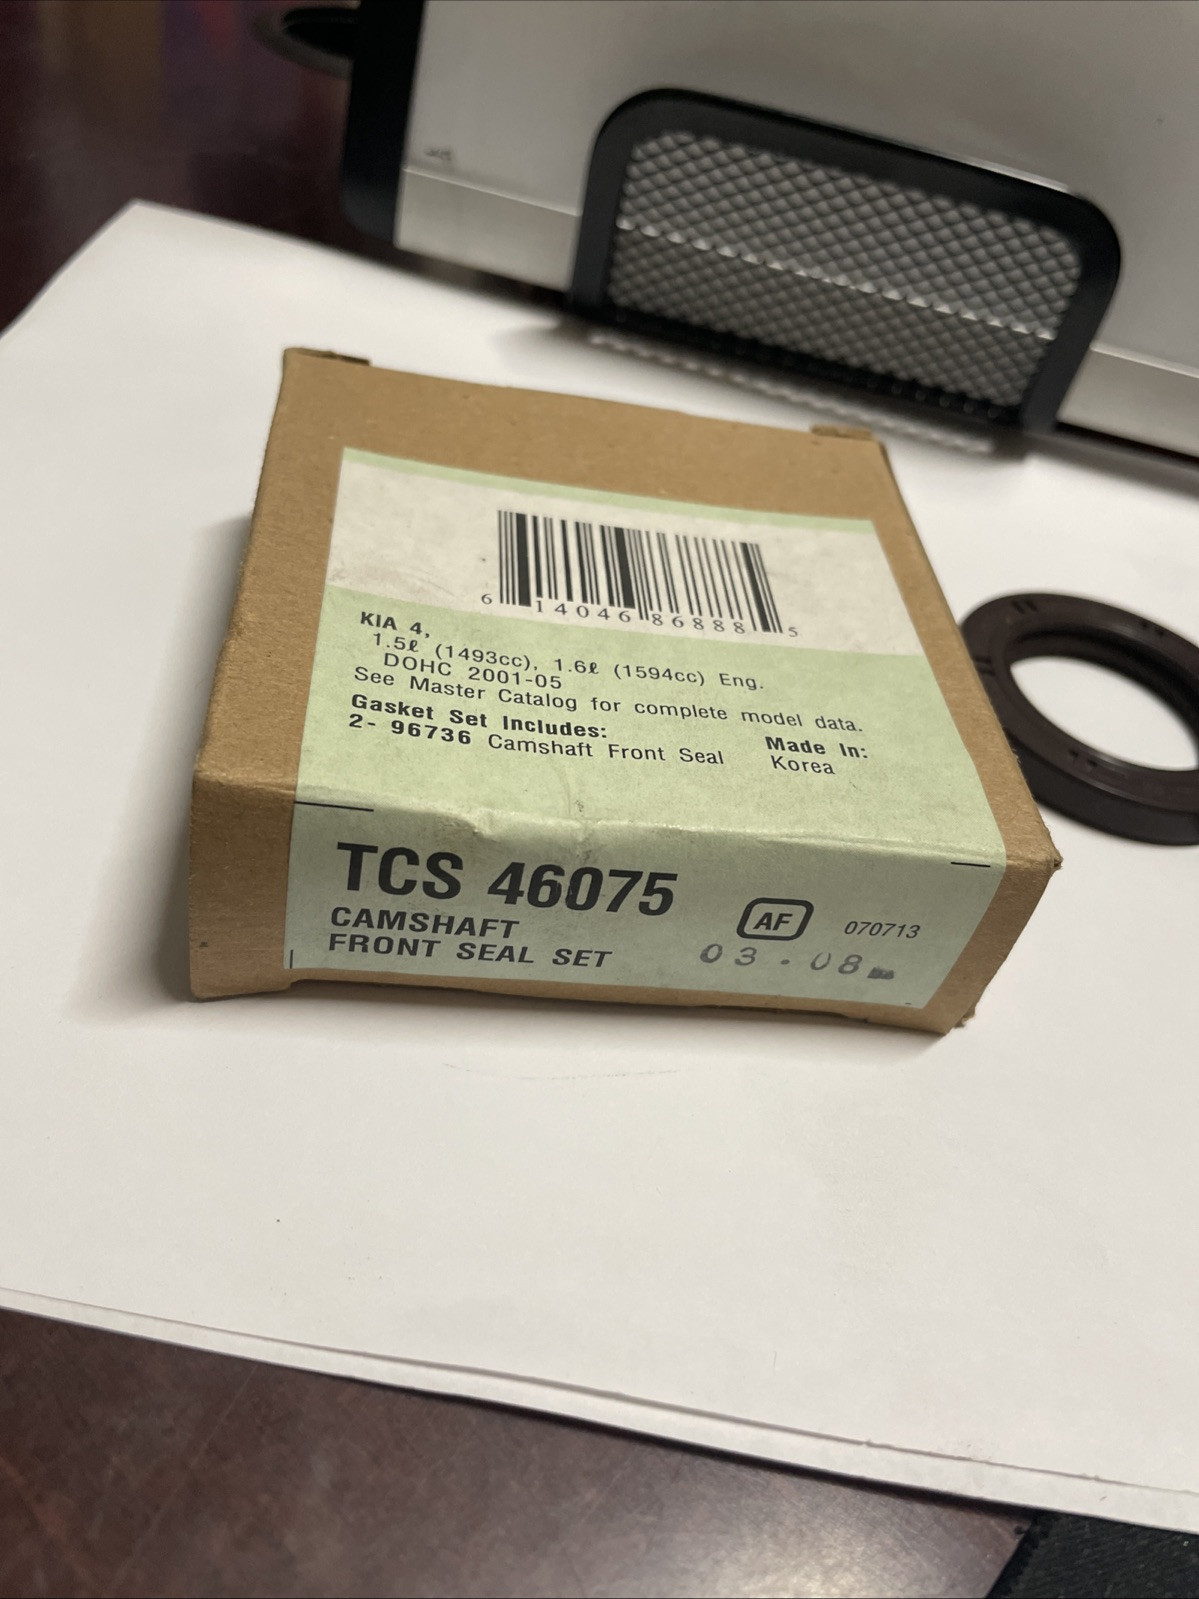 6 14046 86888 5
KIA 4,
1.5ℓ (1493cc), 1.6ℓ (1594cc) Eng.
DOHC 2001-05
See Master Catalog for complete model data.
Gasket Set Includes:
2- 96736 Camshaft Front Seal
Made In:
Korea
TCS 46075
CAMSHAFT
FRONT SEAL SET
AF
070713
03.08